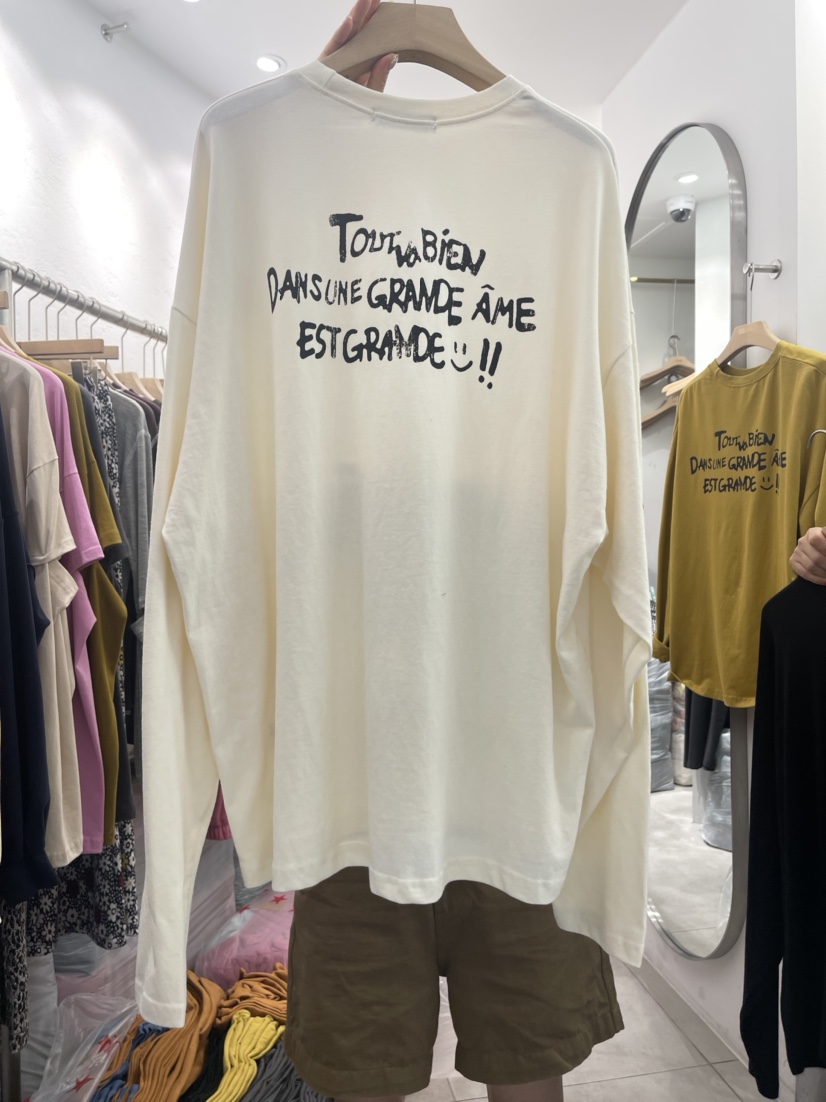 Tout va BiEN
DANS UNE GRANDE ÂME
EST GRANDE !!
Tout va BiEN
DANS UNE GRANDE ÂME
EST GRANDE !!